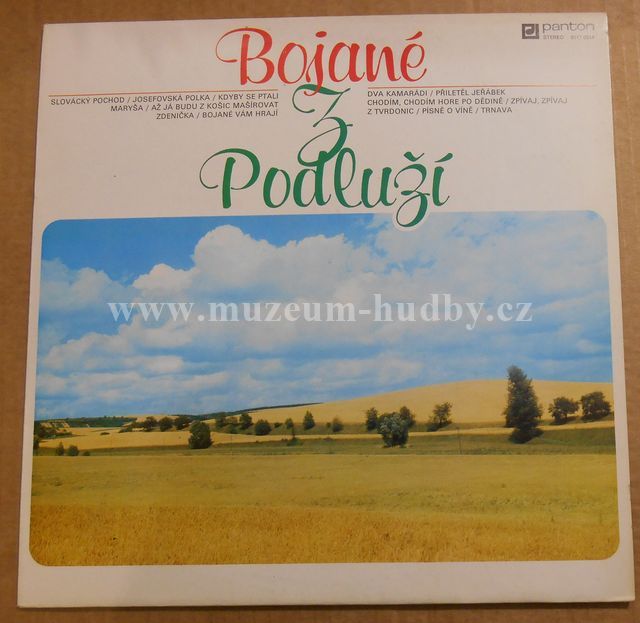 Bojané
Z
Podluží
panton
STEREO
SLOVÁCKÝ POCHOD / JOSEFOVSKÁ POLKA / KDYBY SE PTALI
MARYŠA / AŽ JÁ BUDU Z KOŠIC MAŠÍROVAT
ZDENIČKA / BOJANÉ VÁM HRAJÍ
DVA KAMARÁDI / PŘILETĚL JEŘÁBEK
CHODÍM, CHODÍM HORE PO DĚDINĚ / ZPÍVAJ, ZPÍVAJ
Z TVRDONIC / PÍSNĚ O VÍNĚ / TRNAVA
www.muzeum-hudby.cz